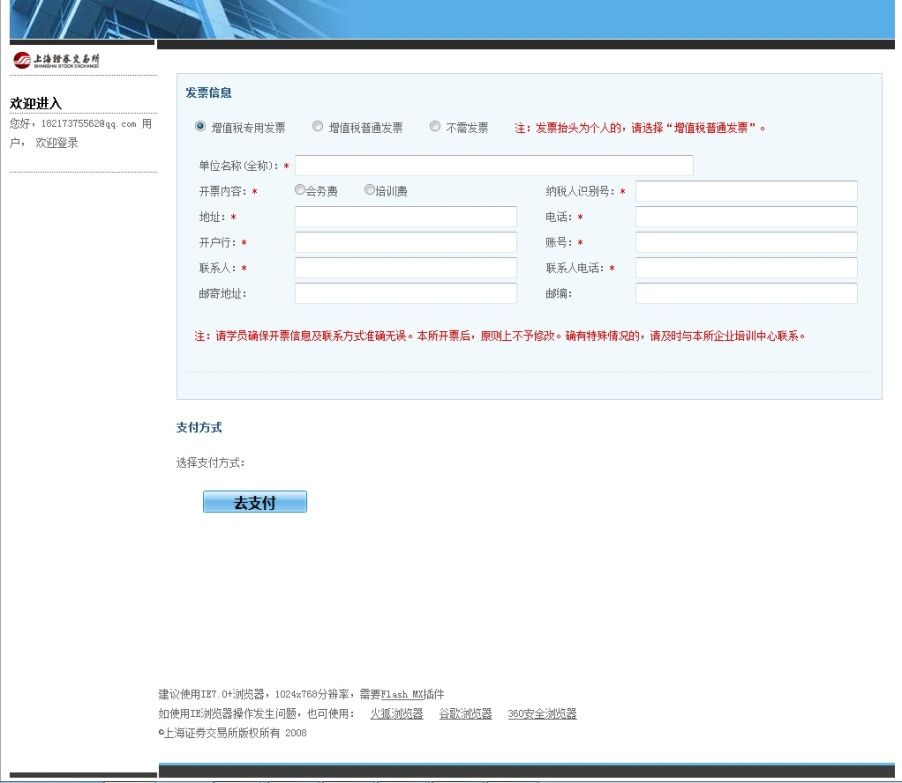 上海證券交易所
SHANGHAI STOCK EXCHANGE
欢迎进入
您好，18217375562@qq.com 用
户， 欢迎登录
发票信息
增值税专用发票 增值税普通发票 不需发票 注：发票抬头为个人的，请选择“增值税普通发票”。
单位名称(全称)：*
开票内容：* 会务费 培训费 纳税人识别号：*
地址：* 电话：*
开户行：* 账号：*
联系人：* 联系人电话：*
邮寄地址： 邮编：
注：请学员确保开票信息及联系方式准确无误。本所开票后，原则上不予修改。确有特殊情况的，请及时与本所企业培训中心联系。
支付方式
选择支付方式：
去支付
建议使用IE7.0+浏览器，1024x768分辨率，需要Flash MX插件
如使用IE浏览器操作发生问题，也可使用： 火狐浏览器 谷歌浏览器 360安全浏览器
©上海证券交易所版权所有 2008